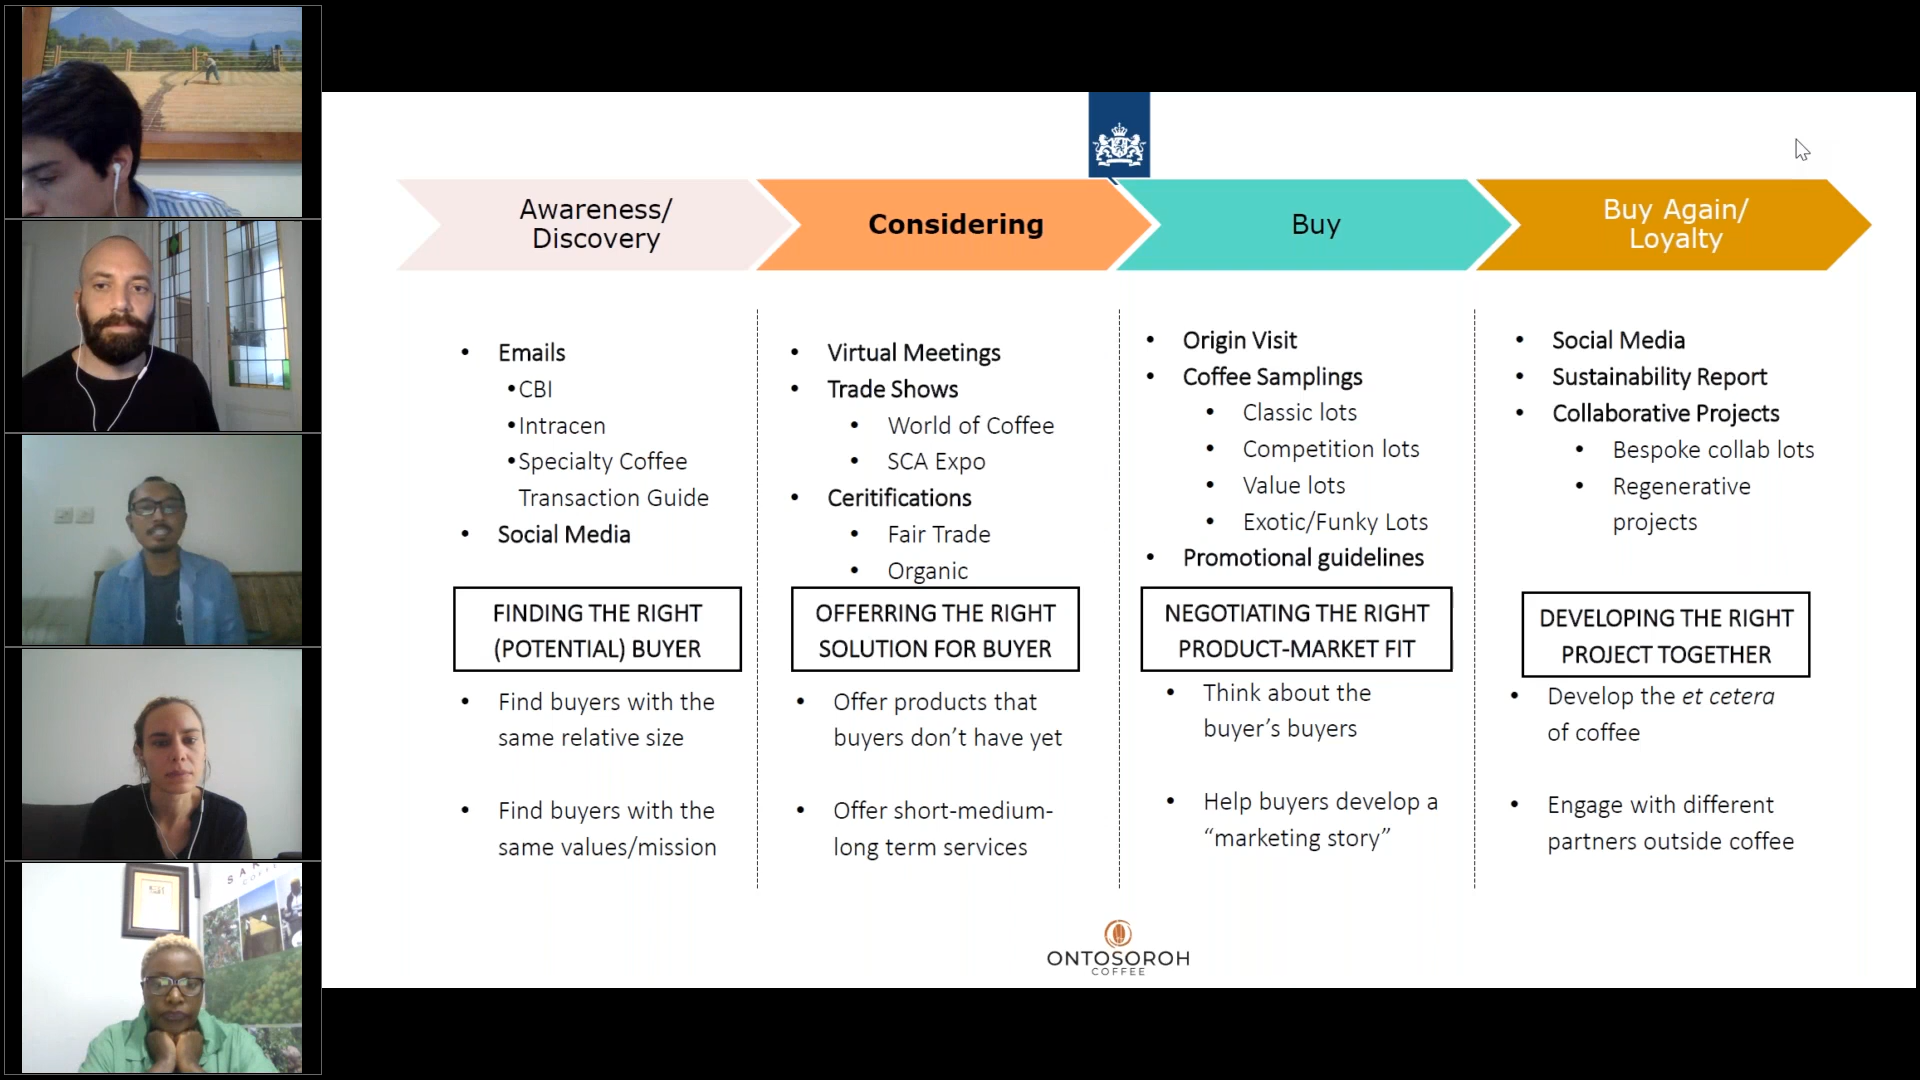 Awareness/
Discovery
Considering
Buy
Buy Again/
Loyalty
• Emails
•CBI
•Intracen
•Specialty Coffee
Transaction Guide
• Social Media
FINDING THE RIGHT
(POTENTIAL) BUYER
• Find buyers with the
same relative size
• Find buyers with the
same values/mission
• Virtual Meetings
• Trade Shows
• World of Coffee
• SCA Expo
• Ceritifications
• Fair Trade
• Organic
OFFERRING THE RIGHT
SOLUTION FOR BUYER
• Offer products that
buyers don't have yet
• Offer short-medium-
long term services
• Origin Visit
• Coffee Samplings
• Classic lots
• Competition lots
• Value lots
• Exotic/Funky Lots
• Promotional guidelines
NEGOTIATING THE RIGHT
PRODUCT-MARKET FIT
• Think about the
buyer's buyers
• Help buyers develop a
“marketing story”
• Social Media
• Sustainability Report
• Collaborative Projects
• Bespoke collab lots
• Regenerative
projects
DEVELOPING THE RIGHT
PROJECT TOGETHER
• Develop the et cetera
of coffee
• Engage with different
partners outside coffee
ONTOSOROH
COFFEE